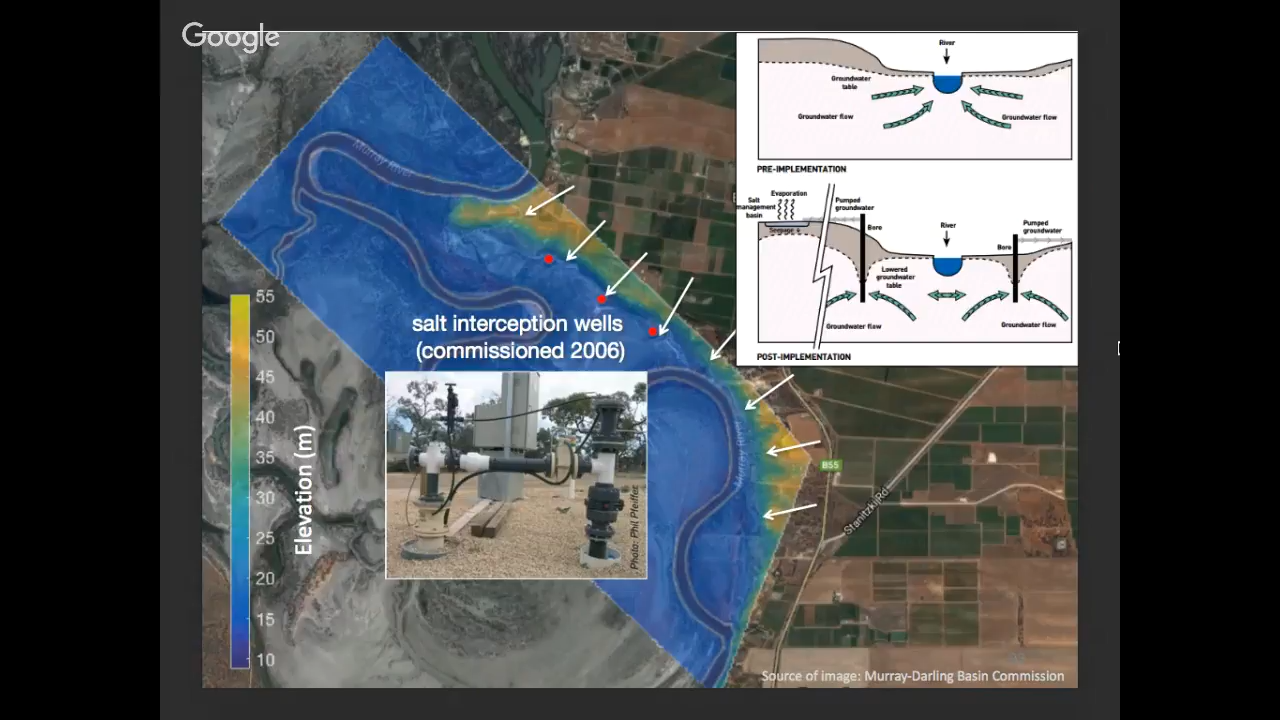 Google
Murray River
River
Groundwater
table
Groundwater flow
Groundwater flow
PRE-IMPLEMENTATION
Evaporation
Salt
management
basin
Seepage
Pumped
groundwater
Bore
River
Pumped
groundwater
Bore
Lowered
groundwater
table
Groundwater flow
Groundwater flow
POST-IMPLEMENTATION
salt interception wells
(commissioned 2006)
Elevation (m)
55
50
45
40
35
30
25
20
15
10
Photo: Phil Pfeiffer
Murray River
B55
Stanitzki Rd
Source of image: Murray-Darling Basin Commission